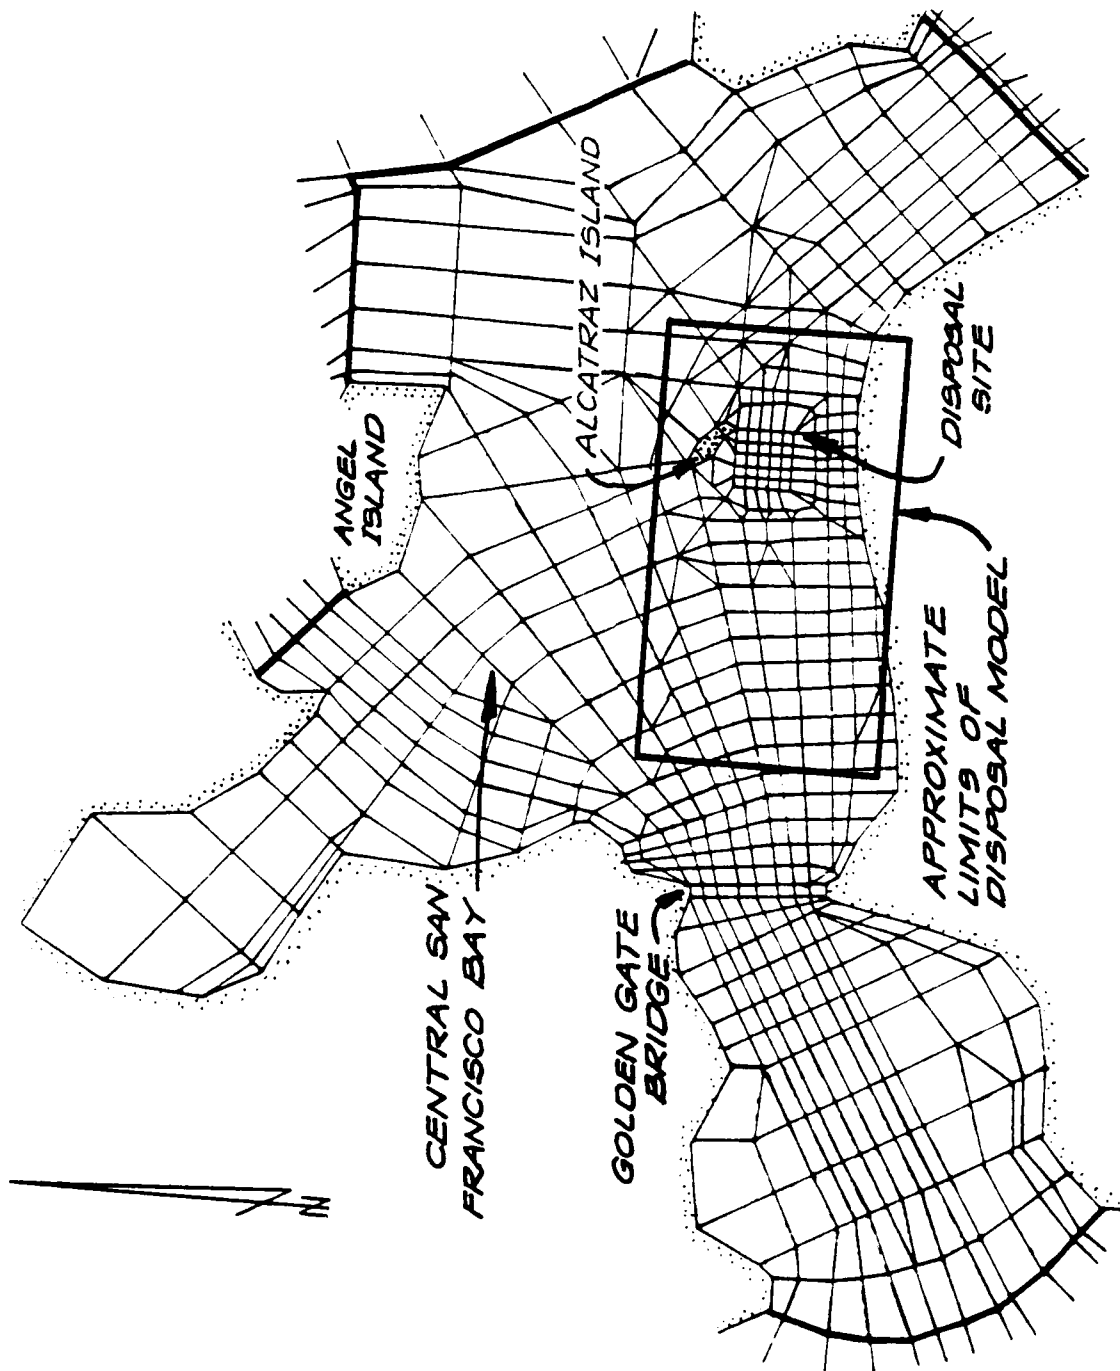 ANGEL
ISLAND
ALCATRAZ ISLAND
DISPOSAL
SITE
CENTRAL SAN
FRANCISCO BAY
GOLDEN GATE
BRIDGE
APPROXIMATE
LIMITS OF
DISPOSAL MODEL
N